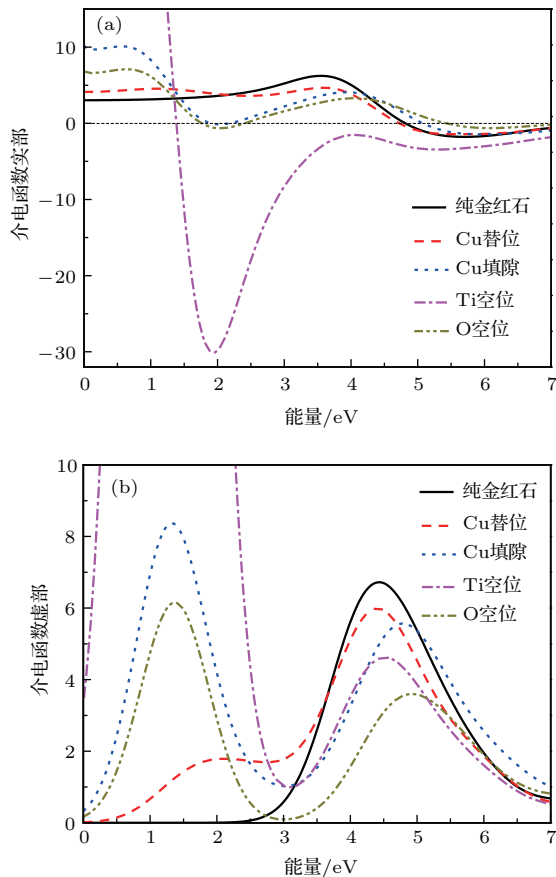 (a)
10
0
−10
−20
−30
介电函数实部
纯金红石
Cu替位
Cu填隙
Ti空位
O空位
0 1 2 3 4 5 6 7
能量/eV
(b)
10
8
6
4
2
0
介电函数虚部
纯金红石
Cu替位
Cu填隙
Ti空位
O空位
0 1 2 3 4 5 6 7
能量/eV